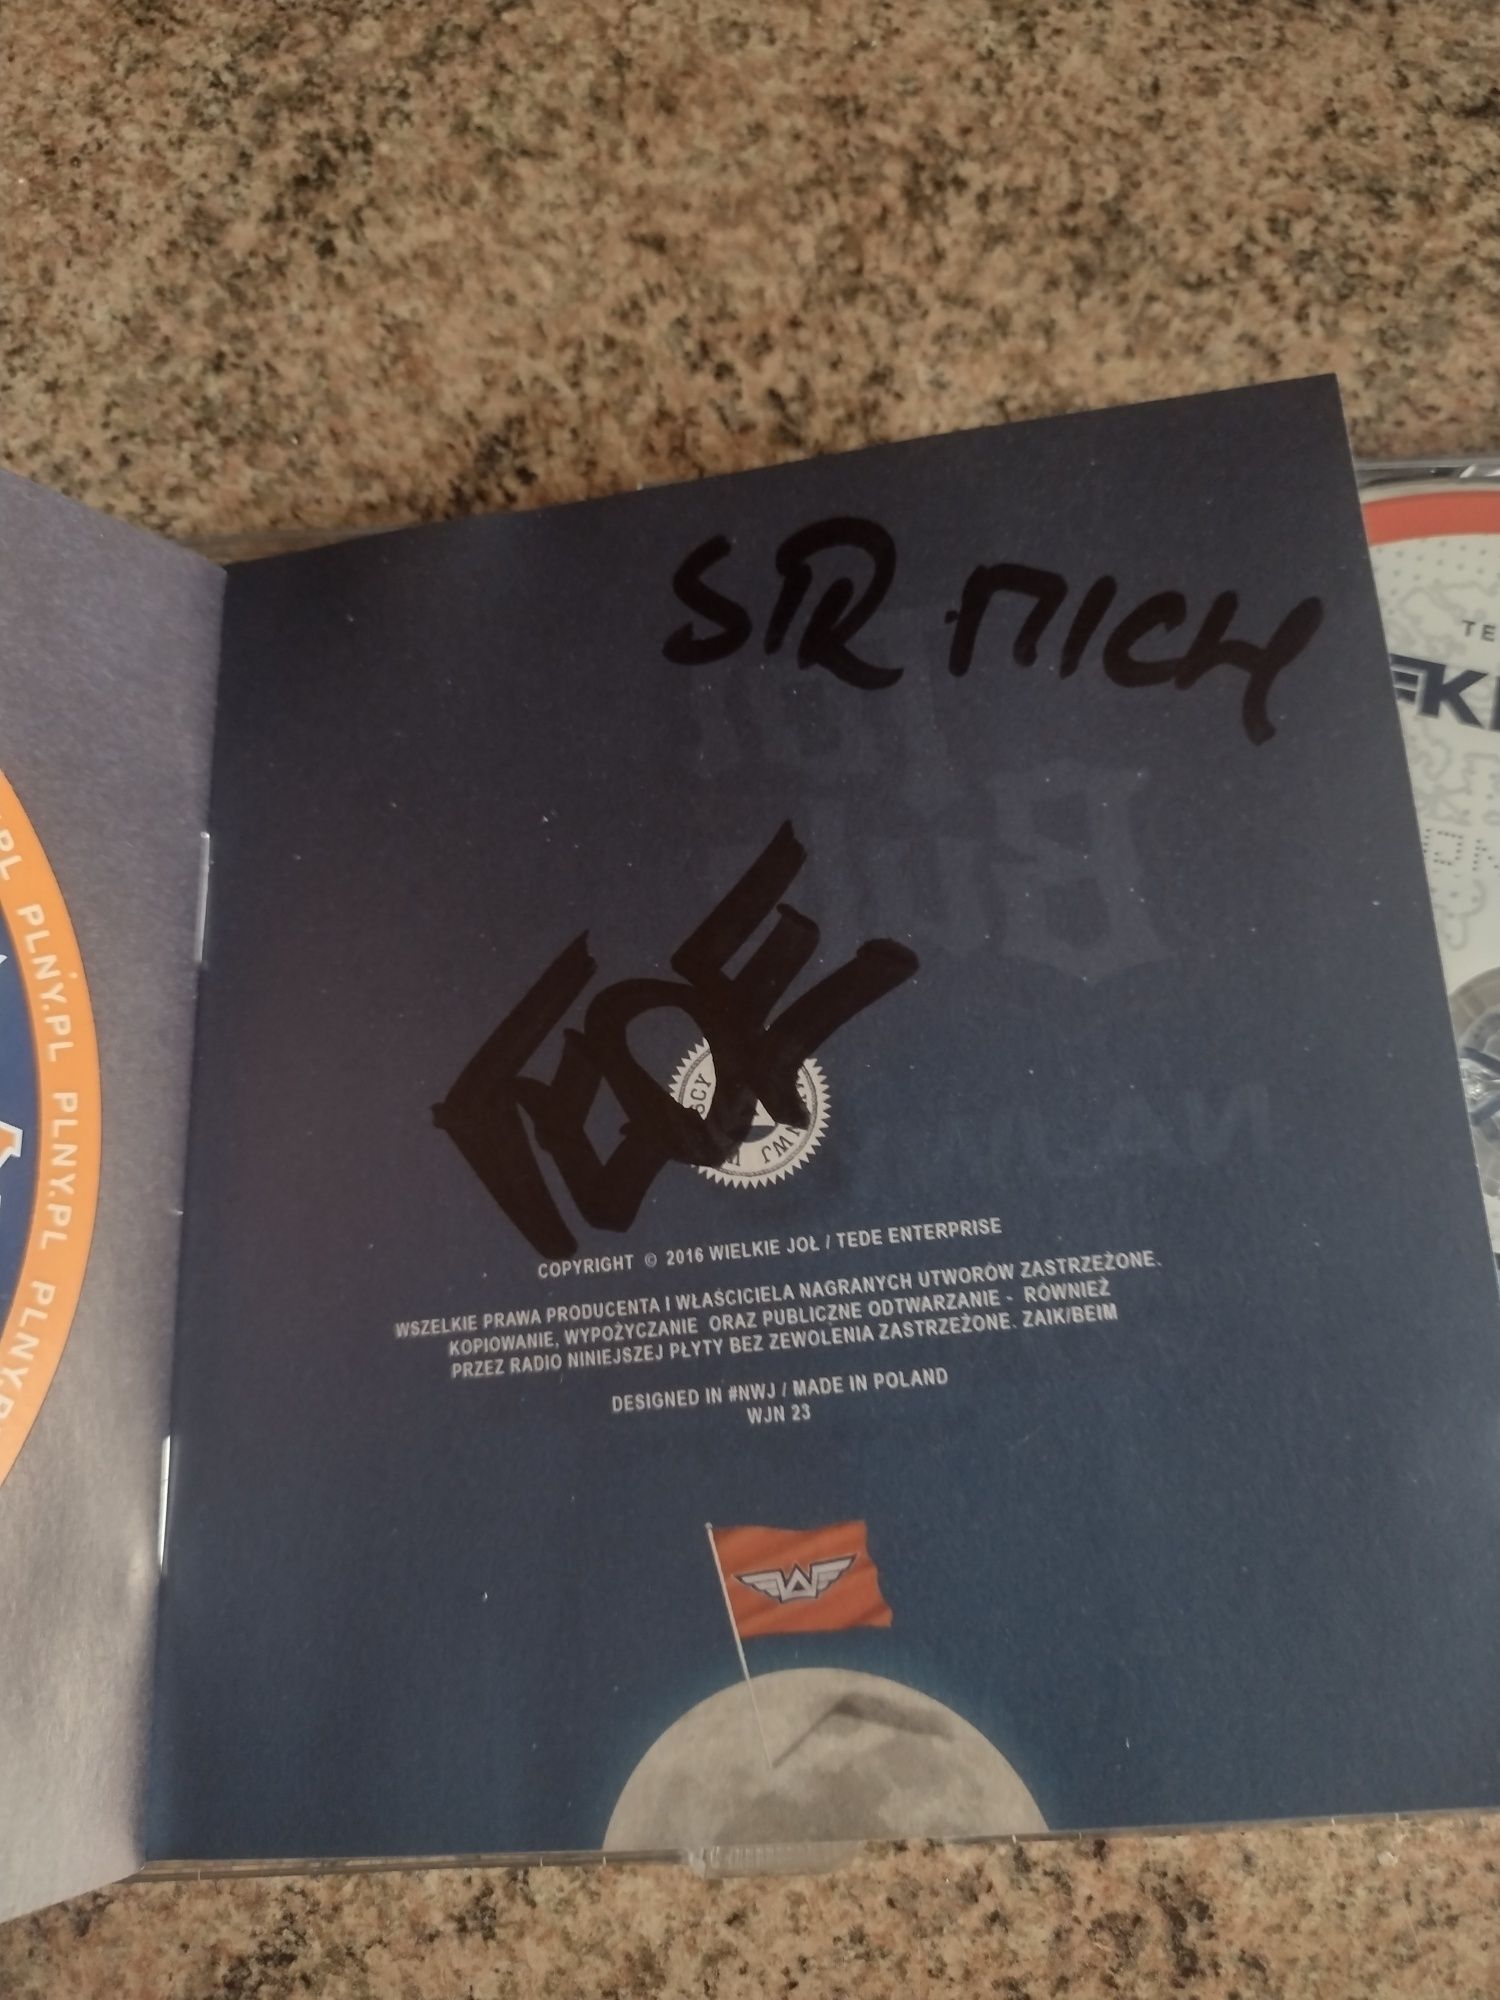 SIR MICH
TEDE
COPYRIGHT © 2016 WIELKIE JOŁ / TEDE ENTERPRISE
WSZELKIE PRAWA PRODUCENTA I WŁAŚCICIELA NAGRANYCH UTWORÓW ZASTRZEŻONE.
KOPIOWANIE, WYPOŻYCZANIE ORAZ PUBLICZNE ODTWARZANIE - RÓWNIEŻ
PRZEZ RADIO NINIEJSZEJ PŁYTY BEZ ZEWOLENIA ZASTRZEŻONE. ZAIK/BEIM
DESIGNED IN #NWJ / MADE IN POLAND
WJN 23
PLNY.PL PLNY.PL